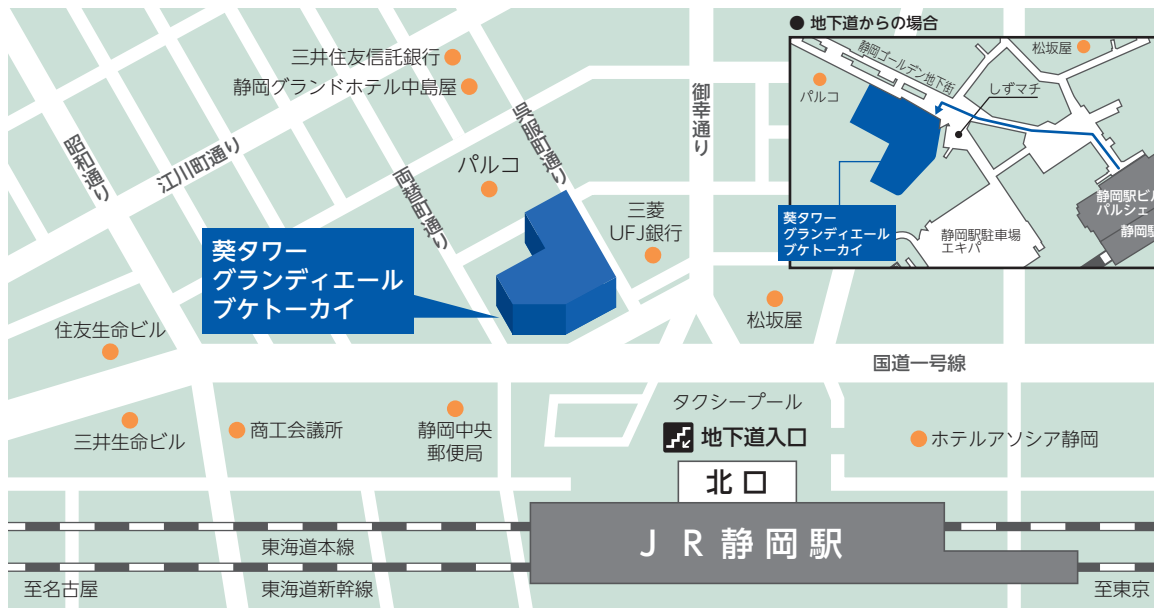 三井住友信託銀行
静岡グランドホテル中島屋
昭和通り
江川町通り
両替町通り
呉服町通り
御幸通り
パルコ
三菱
UFJ銀行
葵タワー
グランディエール
ブケトーカイ
住友生命ビル
松坂屋
国道一号線
三井生命ビル
商工会議所
静岡中央
郵便局
タクシープール
地下道入口
北口
ホテルアソシア静岡
JR静岡駅
東海道本線
東海道新幹線
至名古屋
至東京
● 地下道からの場合
松坂屋
静岡ゴールデン地下街
パルコ
しずマチ
葵タワー
グランディエール
ブケトーカイ
静岡駅駐車場
エキパ
静岡駅ビル
パルシェ
静岡駅